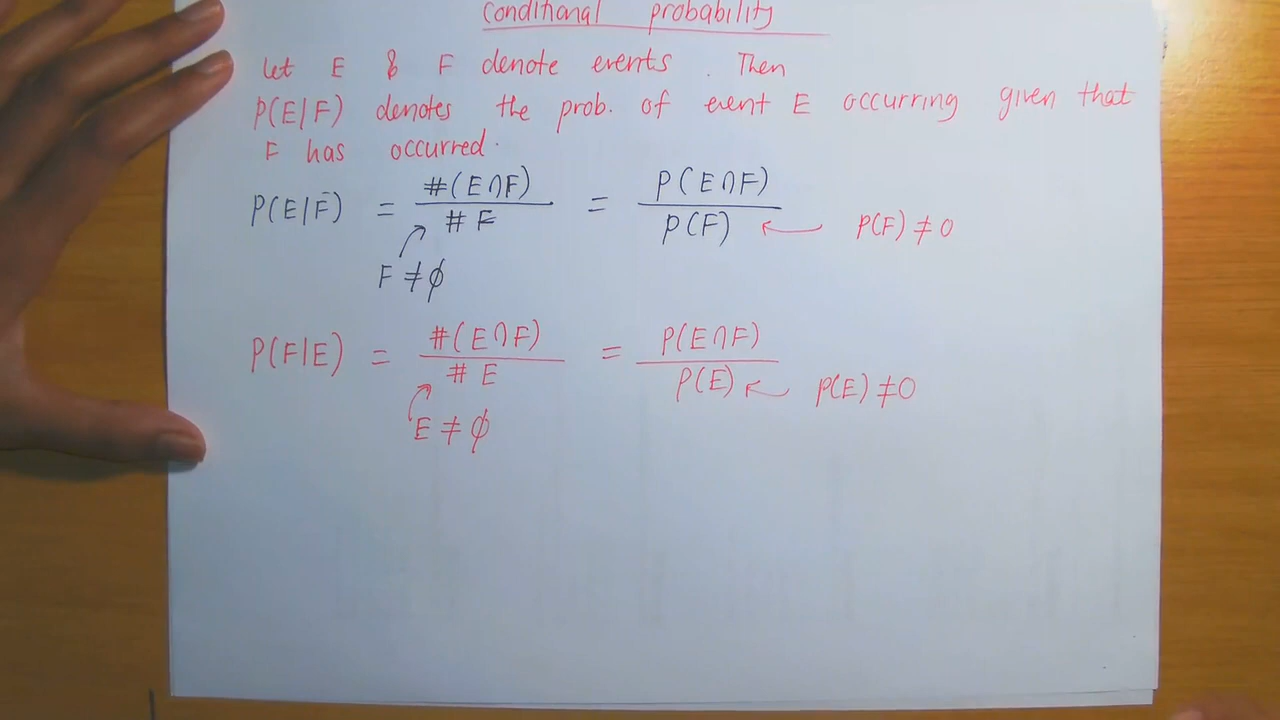 Conditional probability
Let E & F denote events. Then
P(E|F) denotes the prob. of event E occurring given that
F has occurred.
P(E|F) = #(E∩F) / #F = P(E∩F) / P(F) ← P(F) ≠ 0
F ≠ ϕ
P(F|E) = #(E∩F) / #E = P(E∩F) / P(E) ← P(E) ≠ 0
E ≠ ϕ